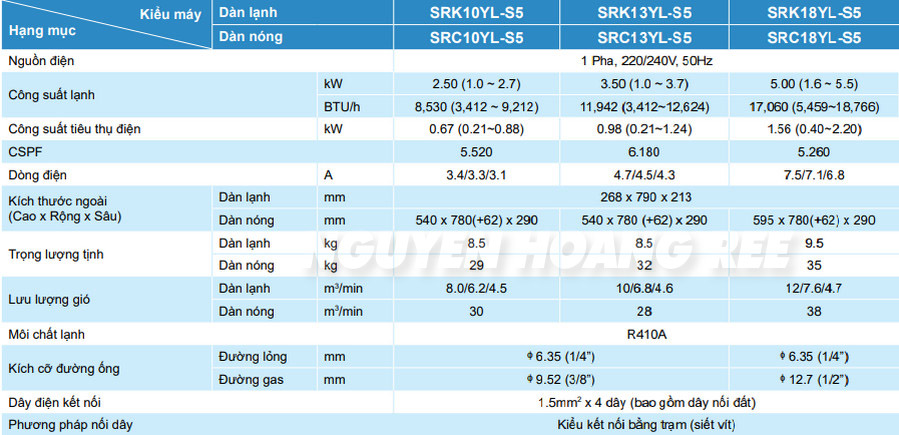 Kiểu máy Dàn lạnh SRK10YL-S5 SRK13YL-S5 SRK18YL-S5
Hạng mục Dàn nóng SRC10YL-S5 SRC13YL-S5 SRC18YL-S5
Nguồn điện 1 Pha, 220/240V, 50Hz
Công suất lạnh kW 2.50 (1.0 ~ 2.7) 3.50 (1.0 ~ 3.7) 5.00 (1.6 ~ 5.5)
BTU/h 8,530 (3,412 ~ 9,212) 11,942 (3,412~12,624) 17,060 (5,459~18,766)
Công suất tiêu thụ điện kW 0.67 (0.21~0.88) 0.98 (0.21~1.24) 1.56 (0.40~2.20)
CSPF 5.520 6.180 5.260
Dòng điện A 3.4/3.3/3.1 4.7/4.5/4.3 7.5/7.1/6.8
Kích thước ngoài (Cao x Rộng x Sâu) Dàn lạnh mm 268 x 790 x 213
Dàn nóng mm 540 x 780(+62) x 290 540 x 780 (+62) x 290 595 x 780(+62) x 290
Trọng lượng tịnh Dàn lạnh kg 8.5 8.5 9.5
Dàn nóng kg 29 32 35
NGUYEN HOANG REE
Lưu lượng gió Dàn lạnh m³/min 8.0/6.2/4.5 10/6.8/4.6 12/7.6/4.7
Dàn nóng m³/min 30 28 38
Môi chất lạnh R410A
Kích cỡ đường ống Đường lỏng mm ɸ 6.35 (1/4”) ɸ 6.35 (1/4”)
Đường gas mm ɸ 9.52 (3/8”) ɸ 12.7 (1/2”)
Dây điện kết nối 1.5mm² x 4 dây (bao gồm dây nối đất)
Phương pháp nối dây Kiểu kết nối bằng trạm (siết vít)